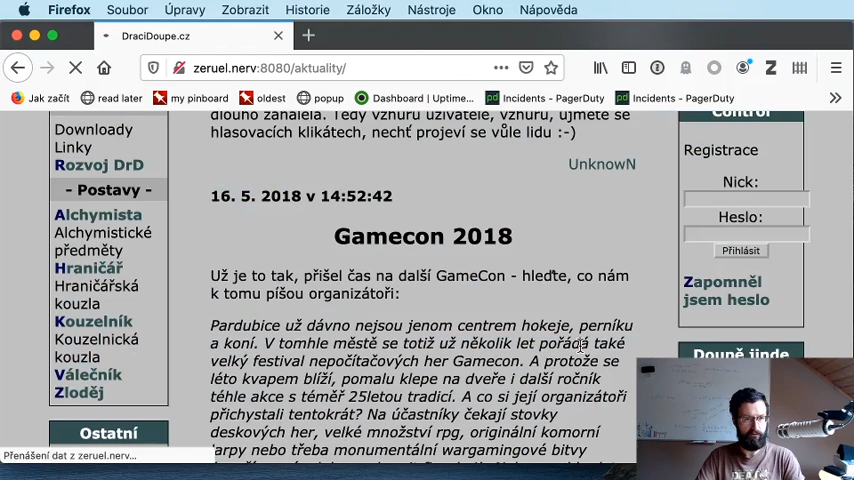 Firefox Soubor Úpravy Zobrazit Historie Záložky Nástroje Okno Nápověda
DraciDoupe.cz
zeruel.nerv:8080/aktuality/
Jak začít read later my pinboard oldest popup Dashboard | Uptime... Incidents - PagerDuty Incidents - PagerDuty
Downloady
Linky
Rozvoj DrD
- Postavy -
Alchymista
Alchymistické
předměty
Hraničář
Hraničářská
kouzla
Kouzelník
Kouzelnická
kouzla
Válečník
Zloděj
Ostatní
dlouho zahálela. Tedy vzhůru uživatelé, vzhůru, ujměte se
hlasovacích klikátech, nechť projeví se vůle lidu :-)
UnknowN
16. 5. 2018 v 14:52:42
Gamecon 2018
Už je to tak, přišel čas na další GameCon - hleďte, co nám
k tomu píšou organizátoři:
Pardubice už dávno nejsou jenom centrem hokeje, perníku
a koní. V tomhle městě se totiž už několik let pořádá také
velký festival nepočítačových her Gamecon. A protože se
léto kvapem blíží, pomalu klepe na dveře i další ročník
téhle akce s téměř 25letou tradicí. A co si její organizátoři
přichystali tentokrát? Na účastníky čekají stovky
deskových her, velké množství rpg, originální komorní
larpy nebo třeba monumentální wargamingové bitvy
Control
Registrace
Nick:
Heslo:
Přihlásit
Zapomněl
jsem heslo
Doupě jinde
Přenášení dat z zeruel.nerv...